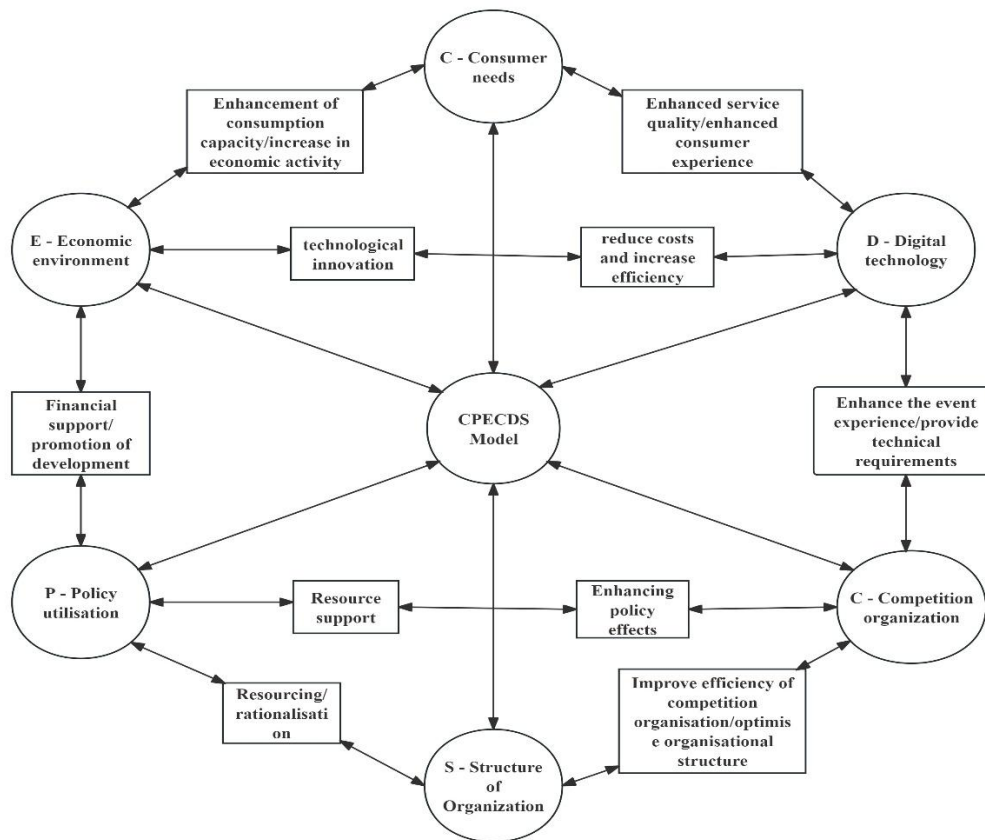 C - Consumer
needs
Enhancement of
consumption
capacity/increase in
economic activity
Enhanced service
quality/enhanced
consumer
experience
E - Economic
environment
technological
innovation
reduce costs
and increase
efficiency
D - Digital
technology
CPECDS
Model
Financial
support/
promotion of
development
Enhance the event
experience/provide
technical
requirements
P - Policy
utilisation
Resource
support
Enhancing
policy
effects
C - Competition
organization
Resourcing/
rationalisati
on
Improve efficiency of
competition
organisation/optimis
e organisational
structure
S - Structure
of
Organization